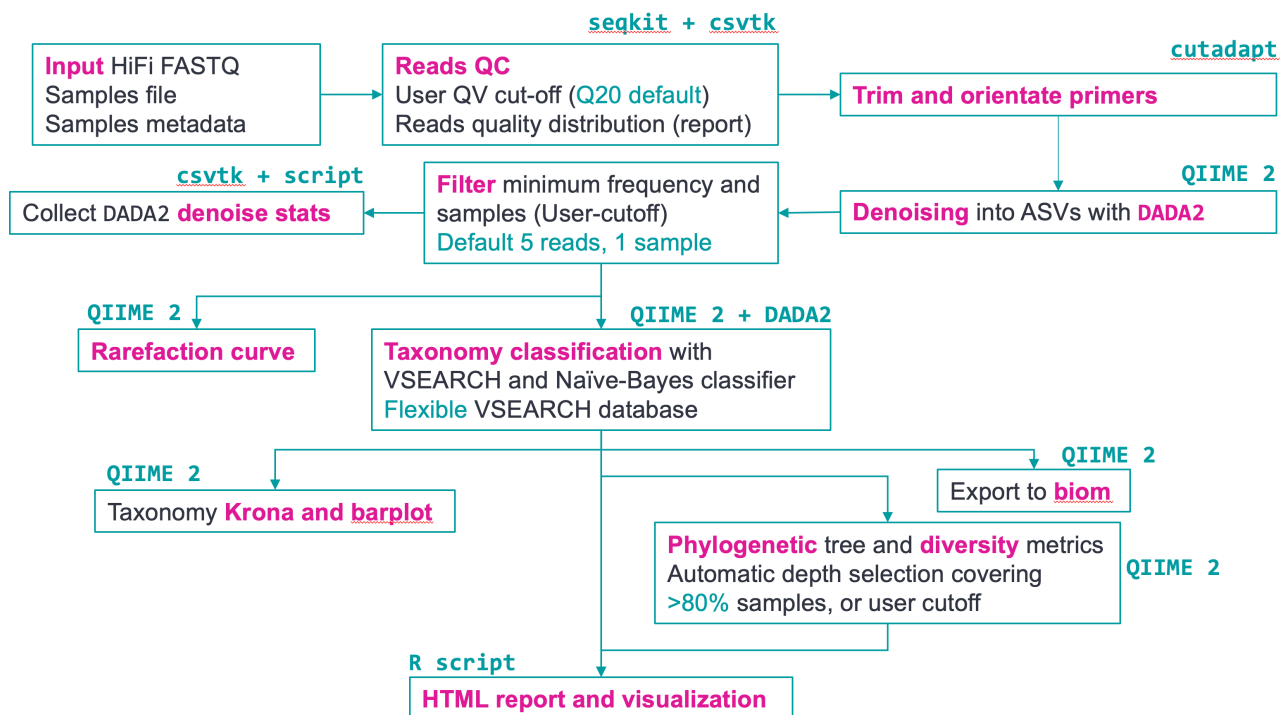 seqkit + csvtk
Input HiFi FASTQ
Samples file
Samples metadata
Reads QC
User QV cut-off (Q20 default)
Reads quality distribution (report)
cutadapt
Trim and orientate primers
QIIME 2
Denoising into ASVs with DADA2
Filter minimum frequency and
samples (User-cutoff)
Default 5 reads, 1 sample
csvtk + script
Collect DADA2 denoise stats
QIIME 2
Rarefaction curve
QIIME 2 + DADA2
Taxonomy classification with
VSEARCH and Naïve-Bayes classifier
Flexible VSEARCH database
QIIME 2
Taxonomy Krona and barplot
QIIME 2
Export to biom
Phylogenetic tree and diversity metrics
Automatic depth selection covering
>80% samples, or user cutoff
QIIME 2
R script
HTML report and visualization